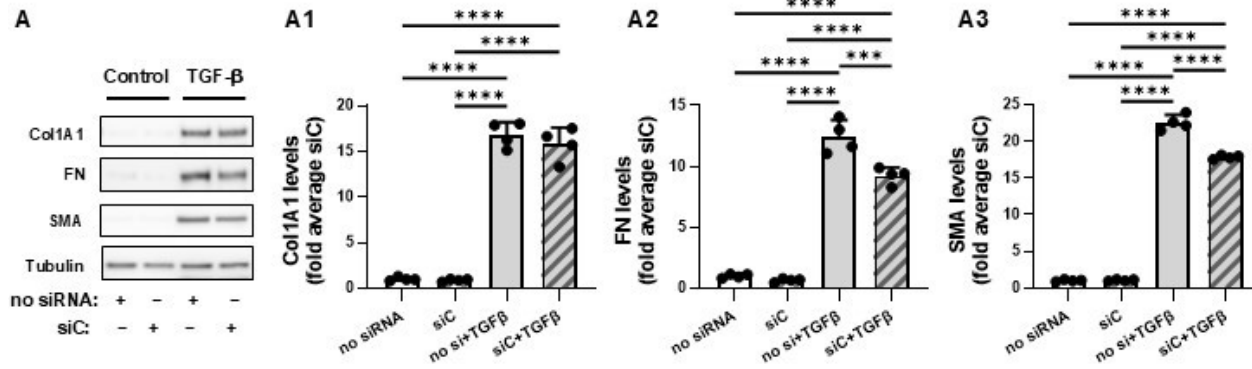 A
Control TGF-β
Col1A1
FN
SMA
Tubulin
no siRNA: + – + –
siC: – + – +
A1
****
****
****
****
Col1A1 levels
(fold average siC)
20
15
10
5
0
no siRNA
siC
no si+TGFβ
siC+TGFβ
A2
****
****
**** ***
****
FN levels
(fold average siC)
15
10
5
0
no siRNA
siC
no si+TGFβ
siC+TGFβ
A3
****
****
**** ****
****
SMA levels
(fold average siC)
25
20
15
10
5
0
no siRNA
siC
no si+TGFβ
siC+TGFβ